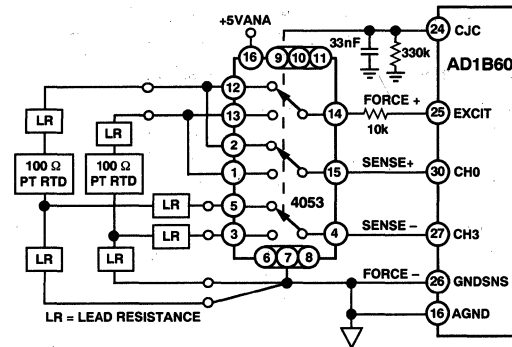 +5VANA
16
9
10
11
33nF
330k
24
CJC
AD1B60
12
LR
LR
13
14
FORCE +
10k
25
EXCIT
100 Ω
PT RTD
100 Ω
PT RTD
2
1
15
SENSE+
30
CH0
LR
5
4053
LR
3
4
SENSE –
27
CH3
LR
LR
6
7
8
FORCE –
26
GNDSNS
LR = LEAD RESISTANCE
16
AGND